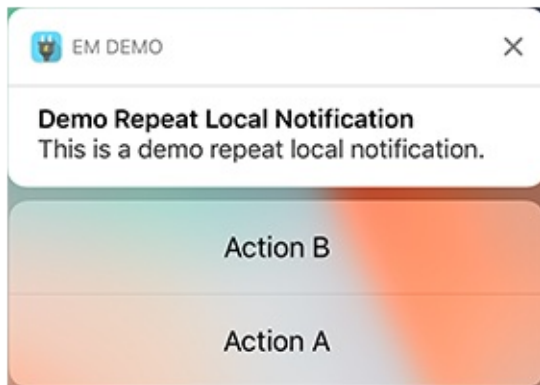 EM DEMO
Demo Repeat Local Notification
This is a demo repeat local notification.
Action B
Action A